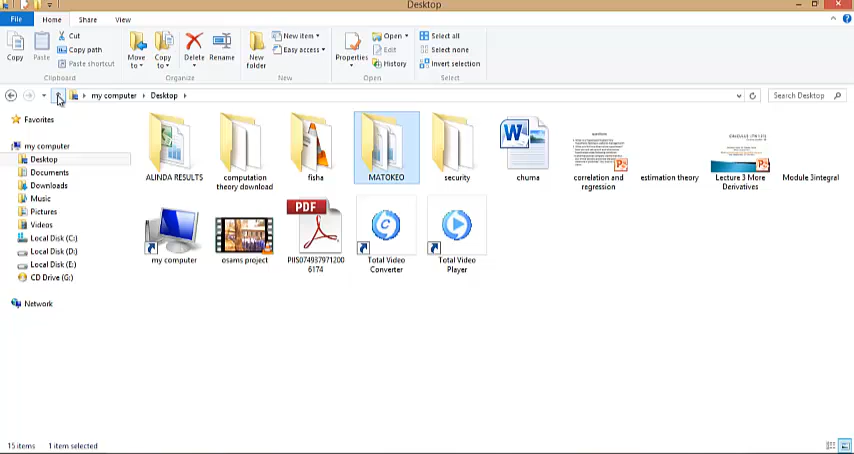 Desktop
File Home Share View
Copy
Paste
Cut
Copy path
Paste shortcut
Move to
Copy to
Delete
Rename
New folder
New item
Easy access
Properties
Open
Edit
History
Select all
Select none
Invert selection
Clipboard Organize New Open Select
my computer Desktop Search Desktop
Favorites
my computer
Desktop
Documents
Downloads
Music
Pictures
Videos
Local Disk (C:)
Local Disk (D:)
Local Disk (E:)
CD Drive (G:)
Network
ALINDA RESULTS
computation
theory download
fisha
MATOKEO
security
chuma
correlation and
regression
estimation theory
Lecture 3 More
Derivatives
Module 3integral
my computer
osams project
PDF
PIIS074937971200
6174
Total Video
Converter
Total Video
Player
15 items 1 item selected